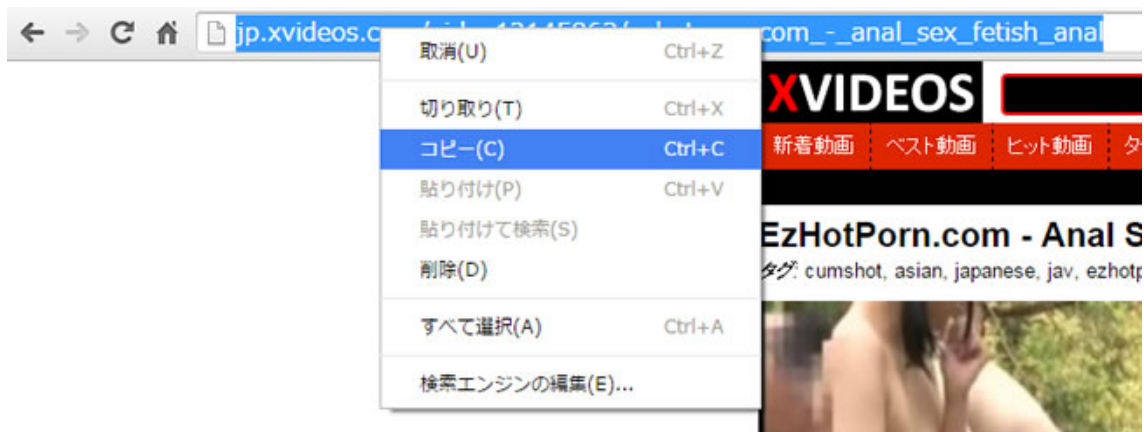 jp.xvideos.c
com_-_anal_sex_fetish_anal
取消(U) Ctrl+Z
切り取り(T) Ctrl+X
コピー(C) Ctrl+C
貼り付け(P) Ctrl+V
貼り付けて検索(S)
削除(D)
すべて選択(A) Ctrl+A
検索エンジンの編集(E)...
XVIDEOS
新着動画 ベスト動画 ヒット動画
EzHotPorn.com - Anal S
タグ: cumshot, asian, japanese, jav, ezhotp